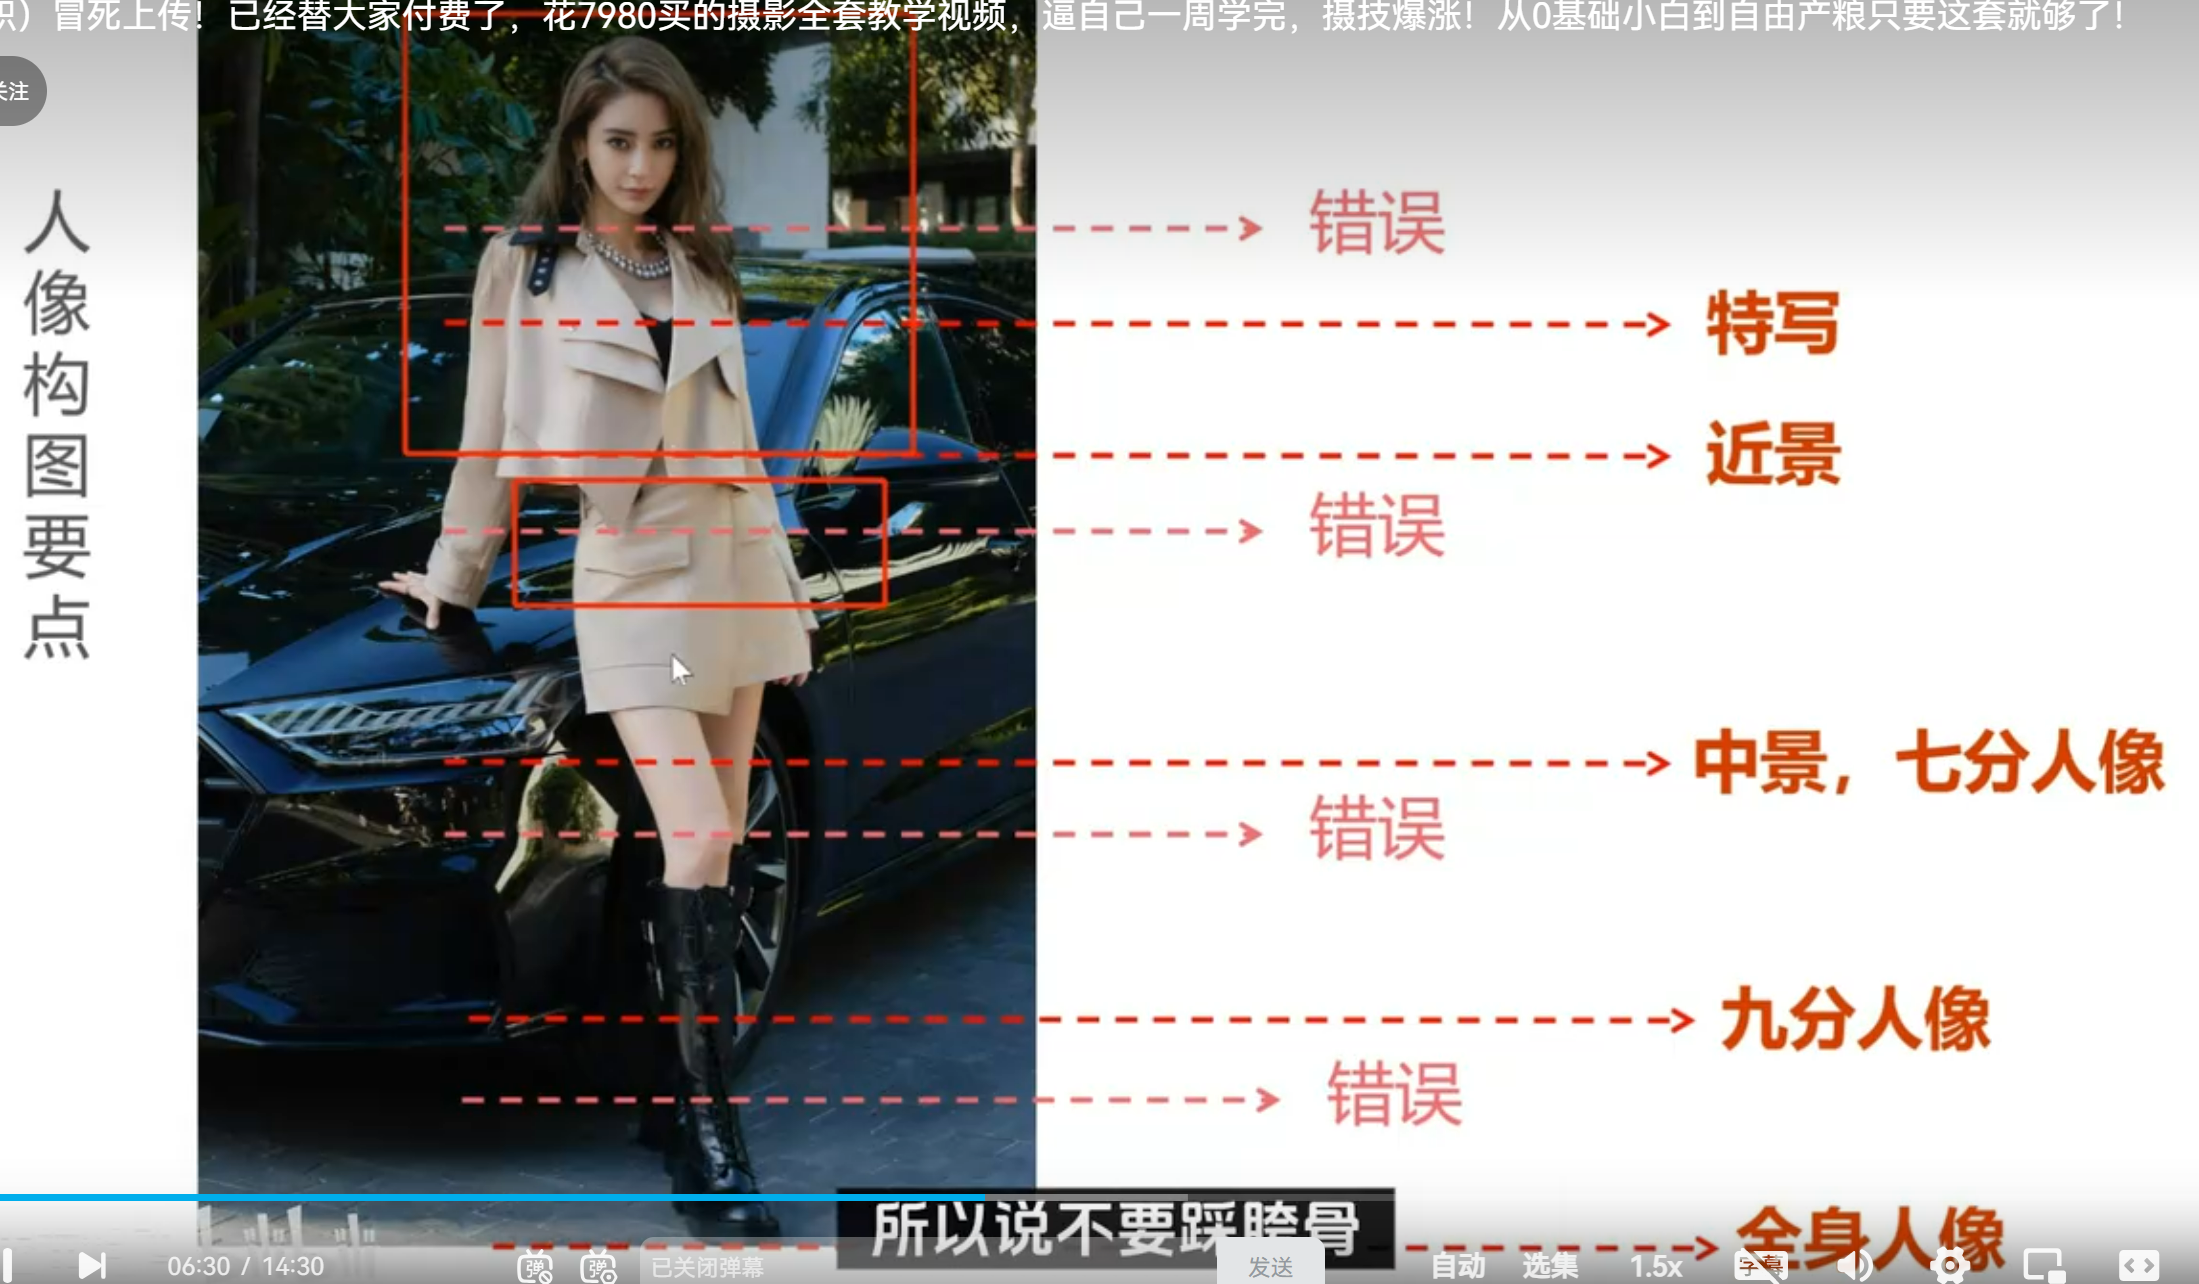 识）冒死上传！已经替大家付费了，花7980买的摄影全套教学视频，逼自己一周学完，摄技爆涨！从0基础小白到自由产粮只要这套就够了！
关注
人像构图要点
错误
特写
近景
错误
中景，七分人像
错误
九分人像
错误
全身人像
所以说不要踩胯骨
06:30 / 14:30
弹
弹
已关闭弹幕
发送
自动
选集
1.5x
字幕